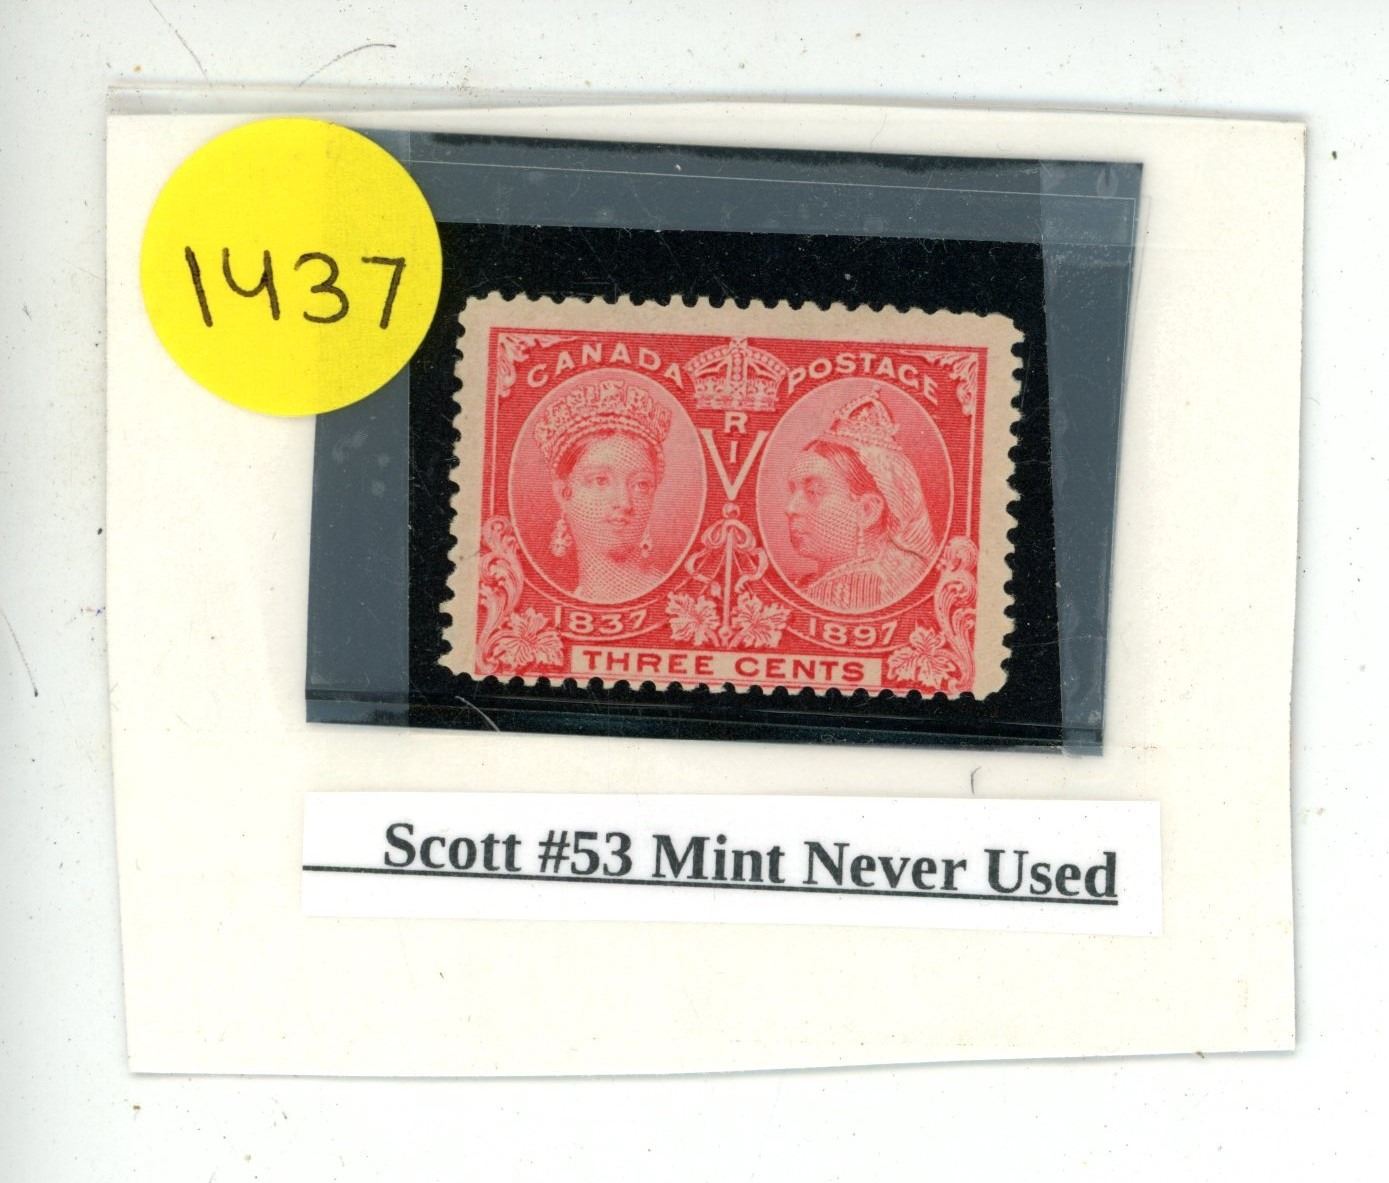 1437
CANADA POSTAGE
V
R
I
1837
1897
THREE CENTS
Scott #53 Mint Never Used